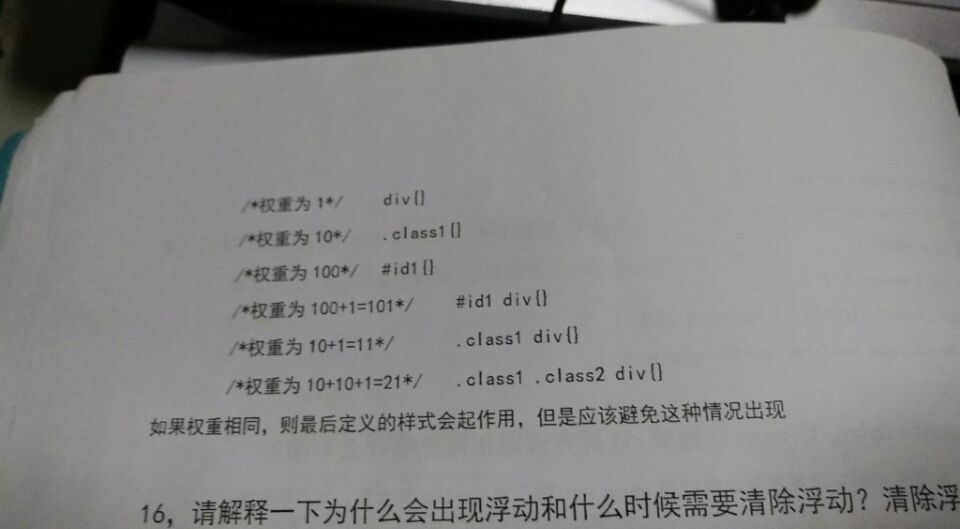 /*权重为 1*/ div{}
/*权重为 10*/ .class1{}
/*权重为 100*/ #id1{}
/*权重为 100+1=101*/ #id1 div{}
/*权重为 10+1=11*/ .class1 div{}
/*权重为 10+10+1=21*/ .class1 .class2 div{}
如果权重相同，则最后定义的样式会起作用，但是应该避免这种情况出现
16，请解释一下为什么会出现浮动和什么时候需要清除浮动？清除浮